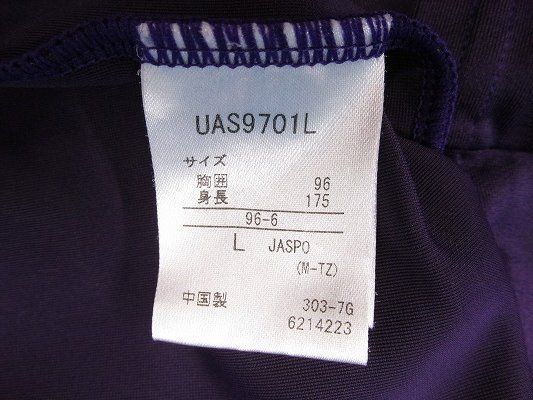 UAS9701L
サイズ
胸囲 96
身長 175
96-6
L JASPO
(M-TZ)
中国製 303-7G
6214223